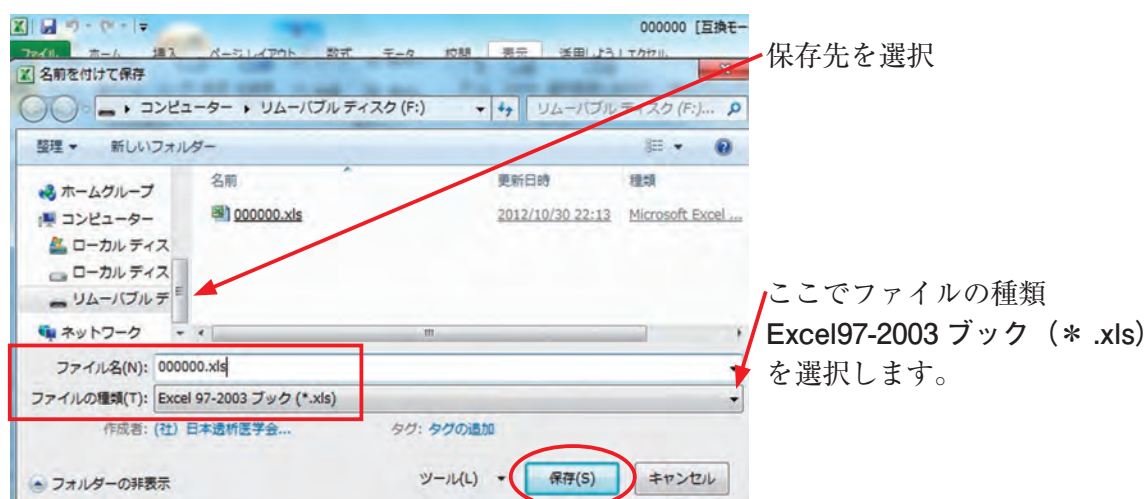 000000 [互換モー
ファイル ホーム 挿入 ページレイアウト 数式 データ 校閲 表示 活用しよう！エクセル
名前を付けて保存
保存先を選択
コンピューター ▸ リムーバブル ディスク (F:)
リムーバブル ディスク (F:)...
整理 新しいフォルダー
名前 更新日時 種類
ホームグループ
000000.xls 2012/10/30 22:13 Microsoft Excel ...
コンピューター
ローカル ディス
ローカル ディス
リムーバブル デ
ネットワーク
ここでファイルの種類
Excel97-2003 ブック（＊ .xls）
を選択します。
ファイル名(N): 000000.xls
ファイルの種類(T): Excel 97-2003 ブック (*.xls)
作成者: (社) 日本透析医学会... タグ: タグの追加
フォルダーの非表示 ツール(L) 保存(S) キャンセル